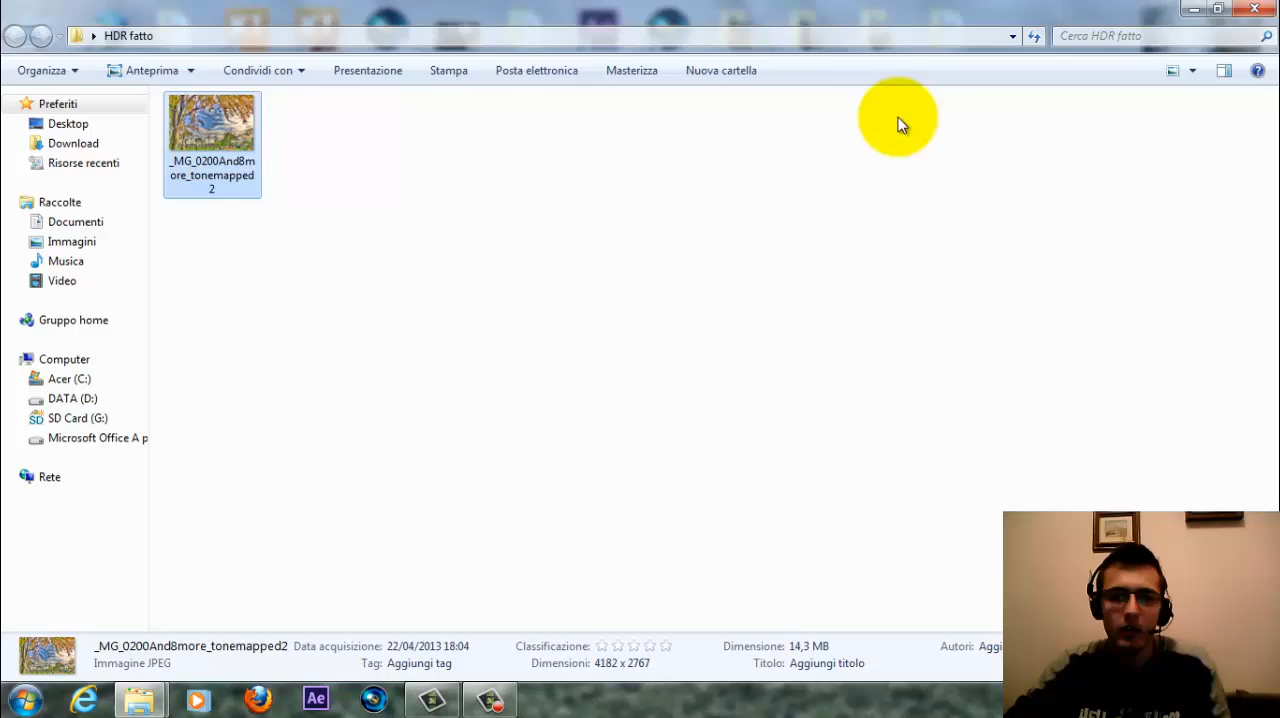 HDR fatto
Cerca HDR fatto
Organizza Anteprima Condividi con Presentazione Stampa Posta elettronica Masterizza Nuova cartella
Preferiti
Desktop
Download
Risorse recenti
Raccolte
Documenti
Immagini
Musica
Video
Gruppo home
Computer
Acer (C:)
DATA (D:)
SD Card (G:)
Microsoft Office A p
Rete
_MG_0200And8m
ore_tonemapped
2
_MG_0200And8more_tonemapped2 Data acquisizione: 22/04/2013 18:04 Classificazione: Dimensione: 14,3 MB Autori: Aggi
Immagine JPEG Tag: Aggiungi tag Dimensioni: 4182 x 2767 Titolo: Aggiungi titolo
Ae